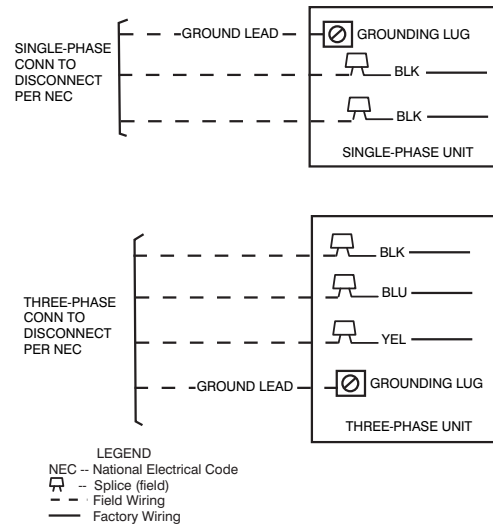 SINGLE-PHASE
CONN TO
DISCONNECT
PER NEC
GROUND LEAD
GROUNDING LUG
BLK
BLK
SINGLE-PHASE UNIT
THREE-PHASE
CONN TO
DISCONNECT
PER NEC
BLK
BLU
YEL
GROUND LEAD
GROUNDING LUG
THREE-PHASE UNIT
LEGEND
NEC -- National Electrical Code
-- Splice (field)
Field Wiring
Factory Wiring